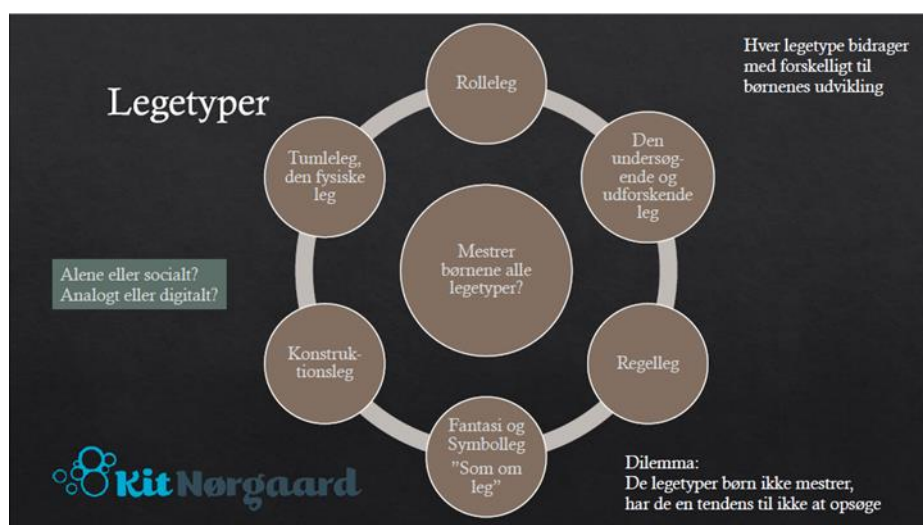 Legetyper
Rolleleg
Hver legetype bidrager
med forskelligt til
børnenes udvikling
Tumleleg,
den fysiske
leg
Den
undersøg-
ende og
udforskende
leg
Mestrer
børnene alle
legetyper?
Alene eller socialt?
Analogt eller digitalt?
Konstruk-
tionsleg
Regelleg
Fantasi og
Symbolleg
”Som om
leg”
Dilemma:
De legetyper børn ikke mestrer,
har de en tendens til ikke at opsøge
Kit Nørgaard